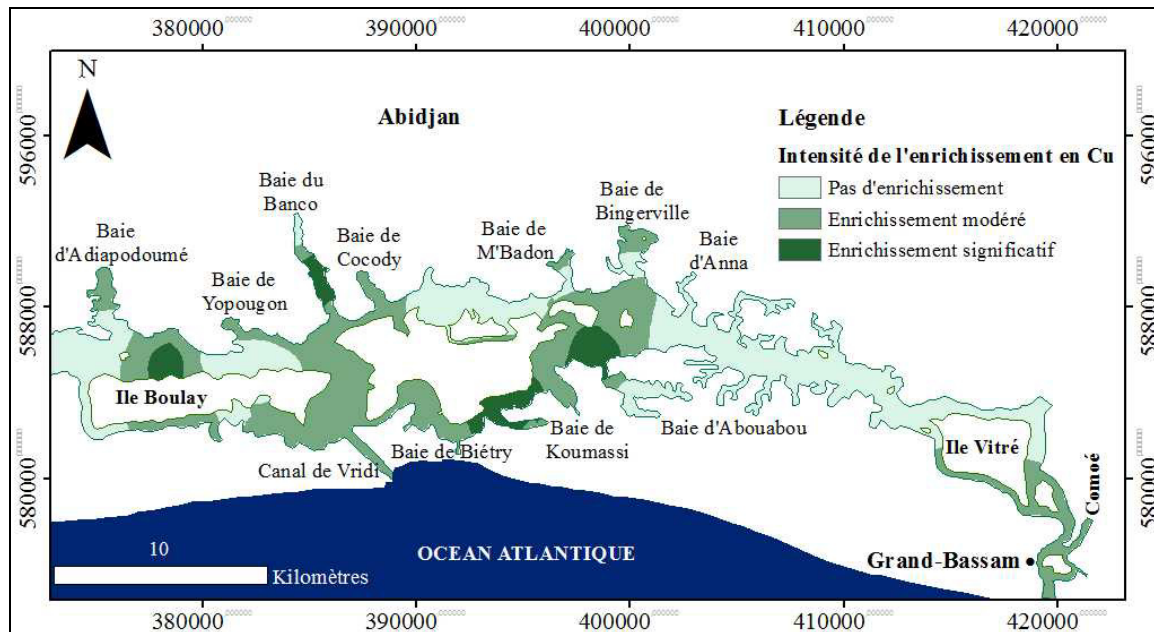 380000 390000 400000 410000 420000
N
Abidjan
Légende
Intensité de l'enrichissement en Cu
Pas d'enrichissement
Enrichissement modéré
Enrichissement significatif
596000
596000
Baie du
Banco
Baie de
Bingerville
Baie
d'Adiapodoumé
Baie de
Cocody
Baie de
M'Badon
Baie
d'Anna
Baie de
Yopougon
588000
588000
Ile Boulay
Baie d'Abouabou
Baie de
Koumassi
Baie de Biétry
Canal de Vridi
Ile Vitré
Comoé
580000
580000
OCEAN ATLANTIQUE
Grand-Bassam
10
Kilomètres
380000 390000 400000 410000 420000